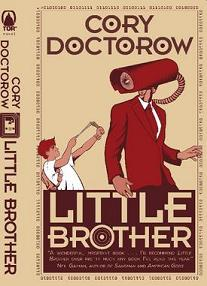 CORY
DOCTOROW
LITTLE
BROTHER
"A WONDERFUL, IMPORTANT BOOK ... I'D RECOMMEND LITTLE
BROTHER OVER PRETTY MUCH ANY BOOK I'VE READ THIS YEAR"
NEIL GAIMAN, AUTHOR OF SANDMAN AND AMERICAN GODS
TOR
CORY
DOCTOROW
LITTLE BROTHER